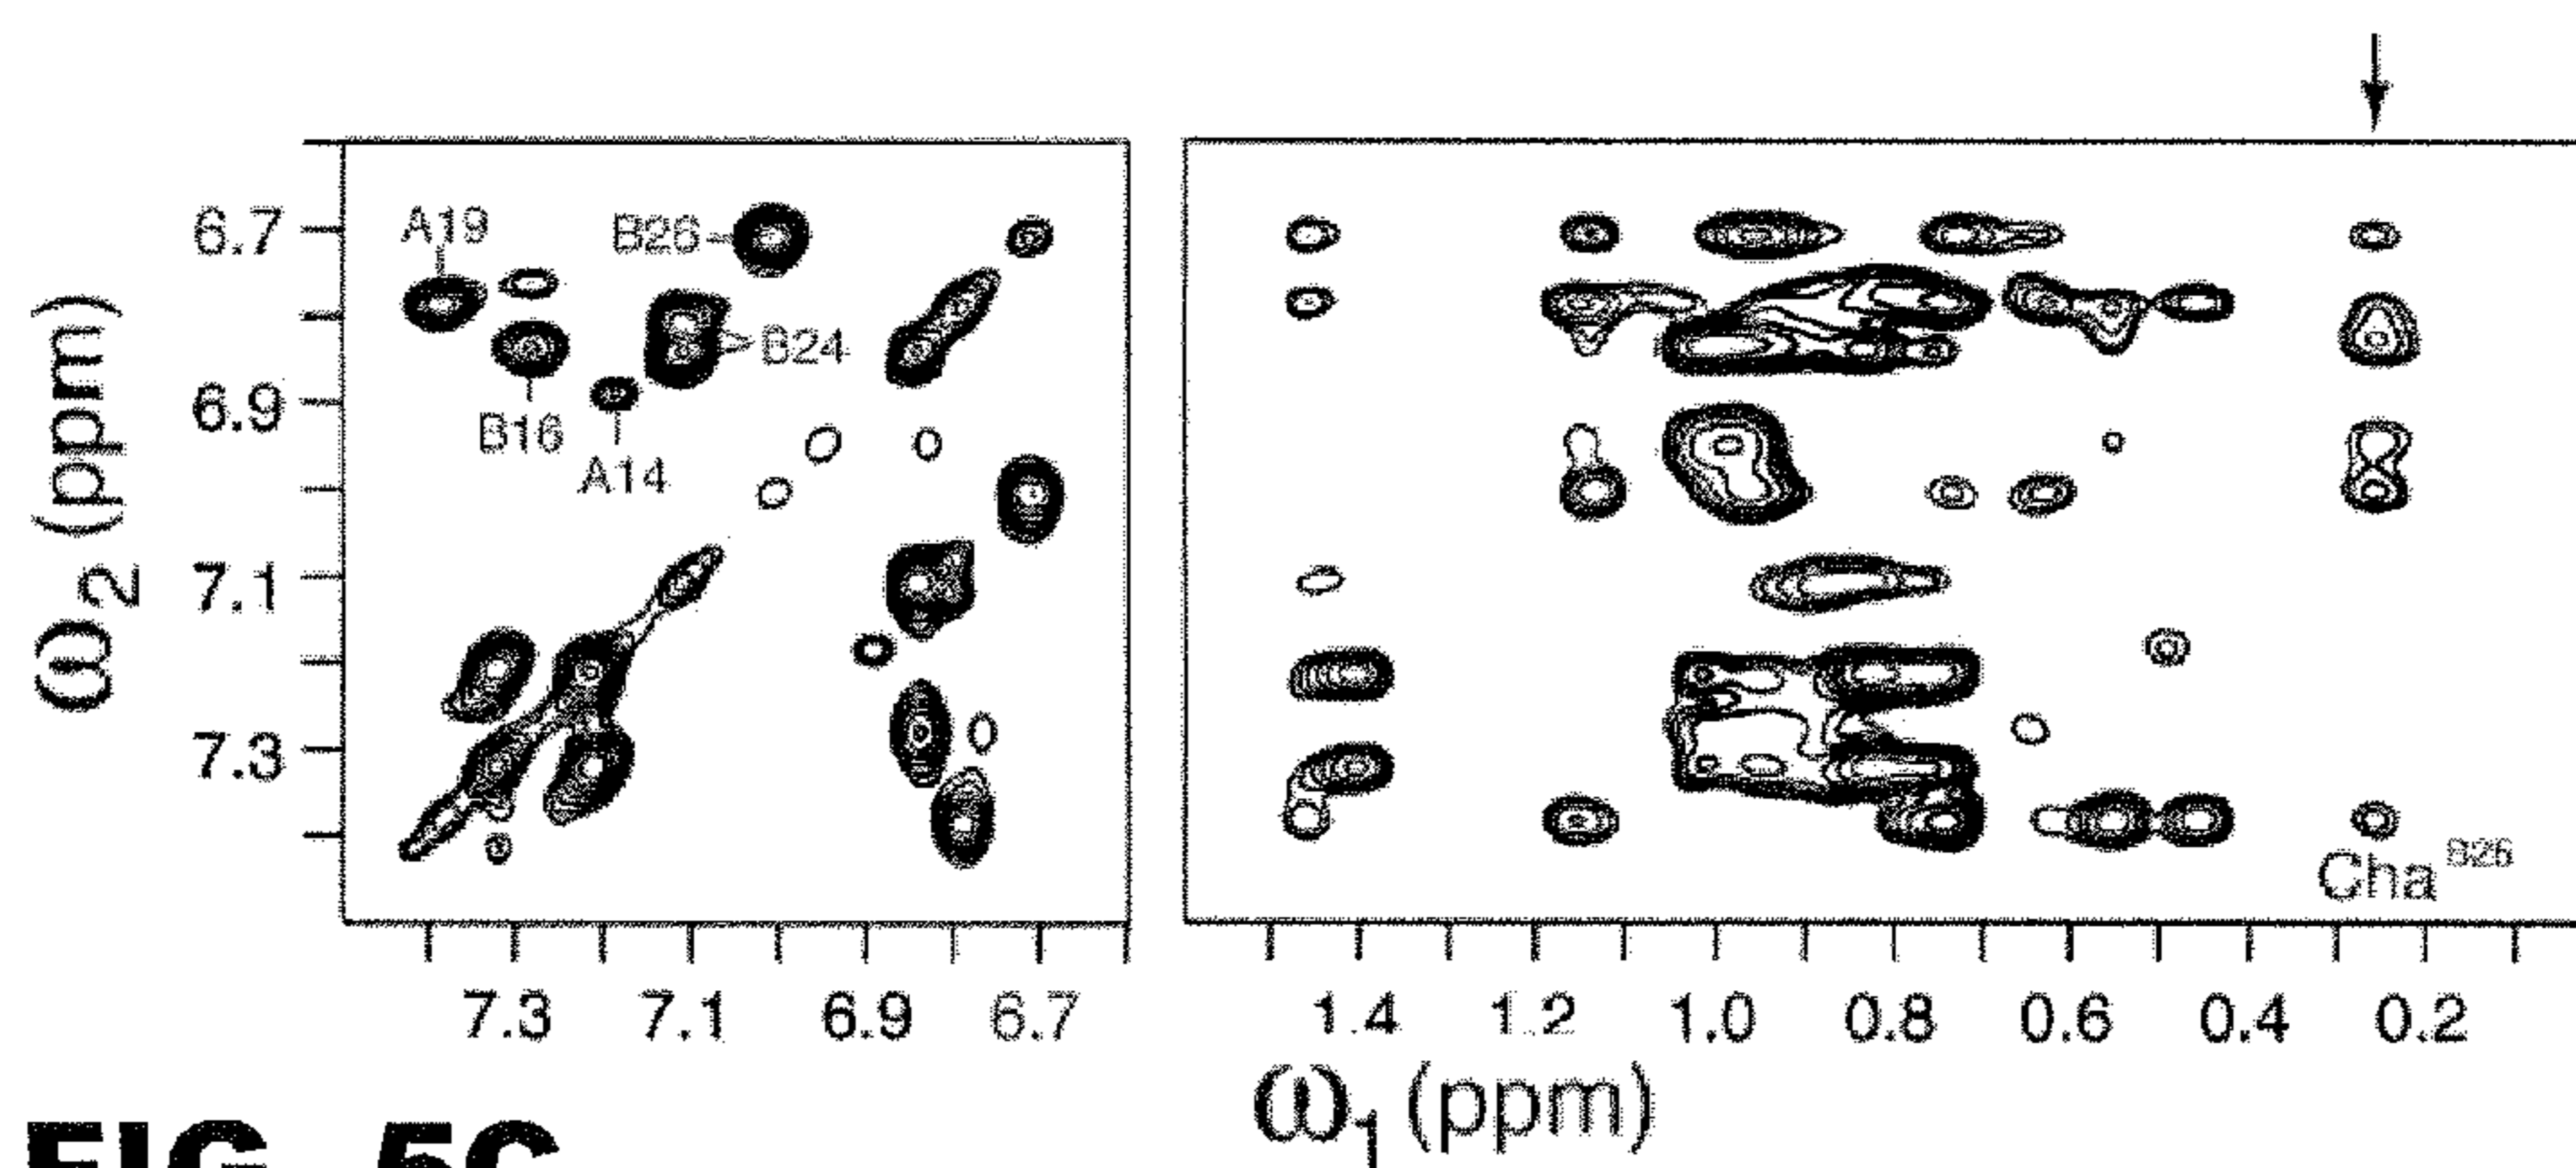 A19
B26
B24
B16
A14
Cha B26
6.7
6.9
7.1
7.3
ω2 (ppm)
7.3 7.1 6.9 6.7 1.4 1.2 1.0 0.8 0.6 0.4 0.2
ω1 (ppm)
FIG. 5C